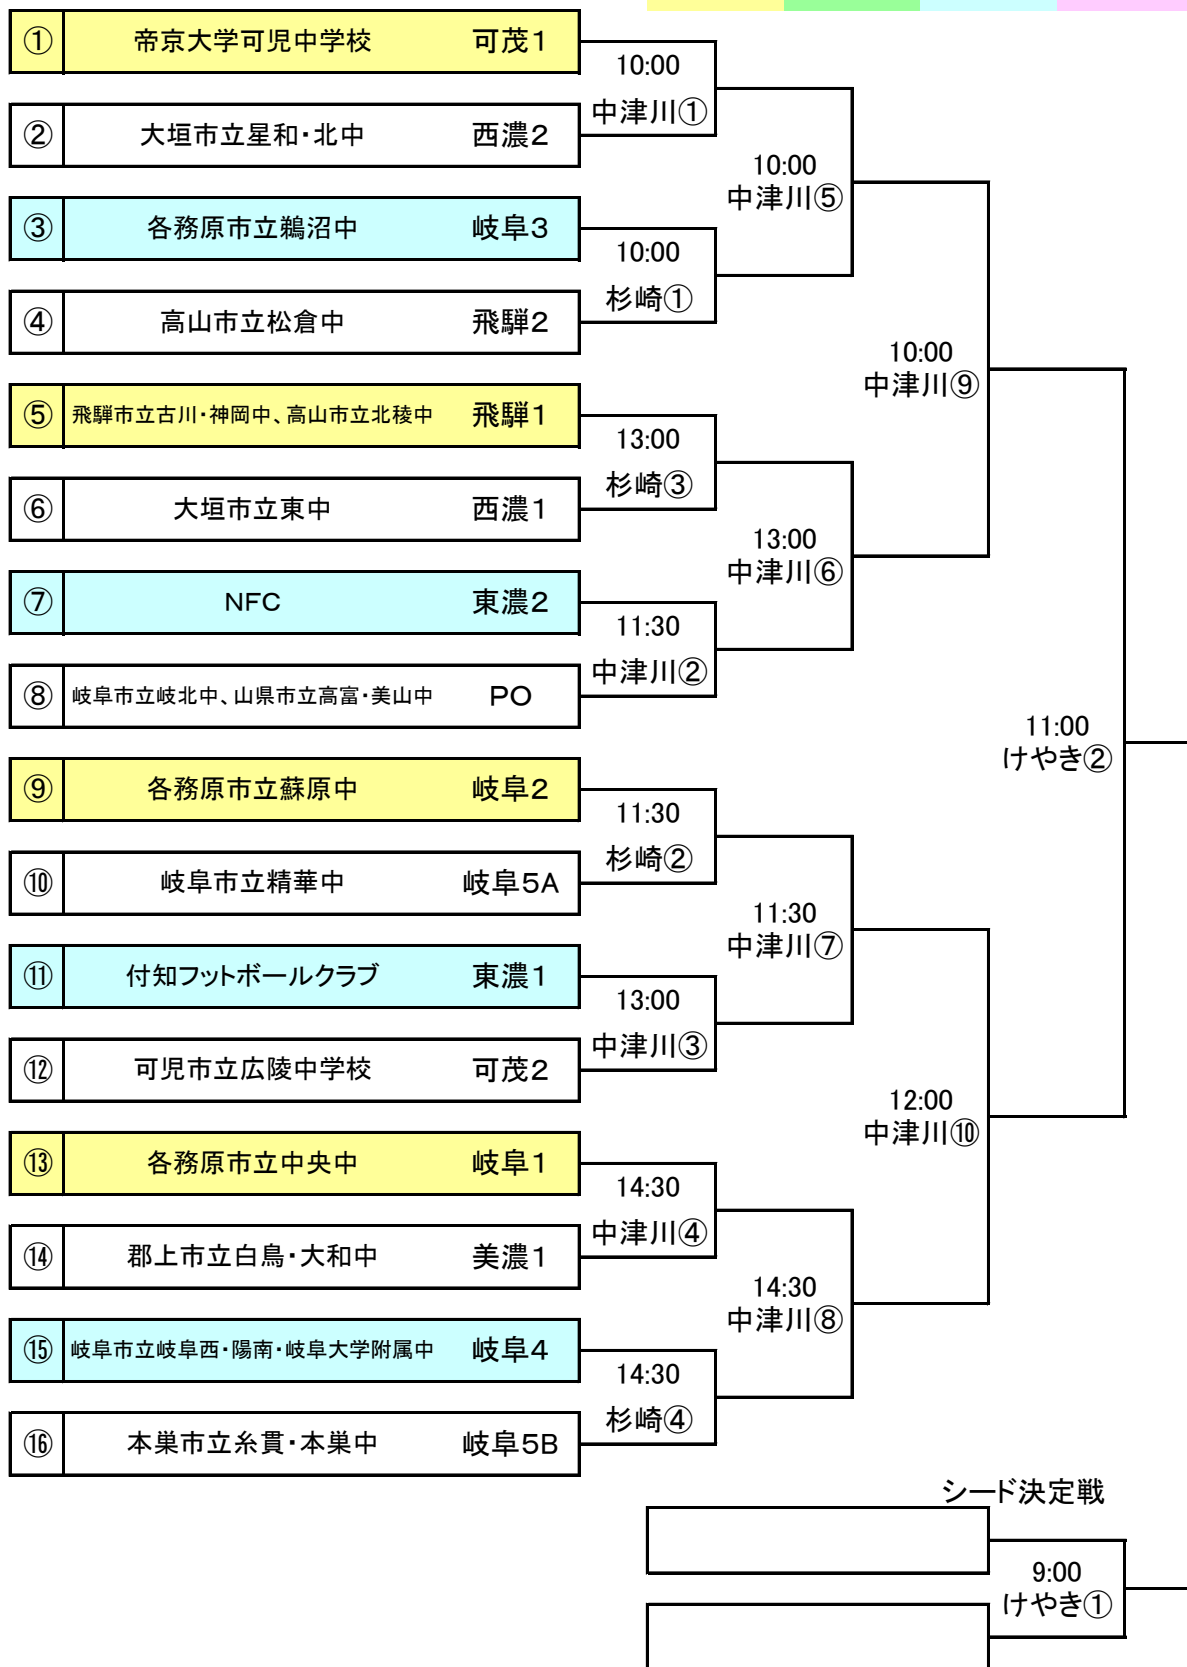 ① 帝京大学可児中学校 可茂1
10:00
中津川①
② 大垣市立星和・北中 西濃2
10:00
中津川⑤
③ 各務原市立鵜沼中 岐阜3
10:00
杉崎①
④ 高山市立松倉中 飛騨2
10:00
中津川⑨
⑤ 飛騨市立古川・神岡中、高山市立北稜中 飛騨1
13:00
杉崎③
⑥ 大垣市立東中 西濃1
13:00
中津川⑥
⑦ NFC 東濃2
11:30
中津川②
⑧ 岐阜市立岐北中、山県市立高富・美山中 PO
11:00
けやき②
⑨ 各務原市立蘇原中 岐阜2
11:30
杉崎②
⑩ 岐阜市立精華中 岐阜5A
11:30
中津川⑦
⑪ 付知フットボールクラブ 東濃1
13:00
中津川③
⑫ 可児市立広陵中学校 可茂2
12:00
中津川⑩
⑬ 各務原市立中央中 岐阜1
14:30
中津川④
⑭ 郡上市立白鳥・大和中 美濃1
14:30
中津川⑧
⑮ 岐阜市立岐阜西・陽南・岐阜大学附属中 岐阜4
14:30
杉崎④
⑯ 本巣市立糸貫・本巣中 岐阜5B
シード決定戦
9:00
けやき①